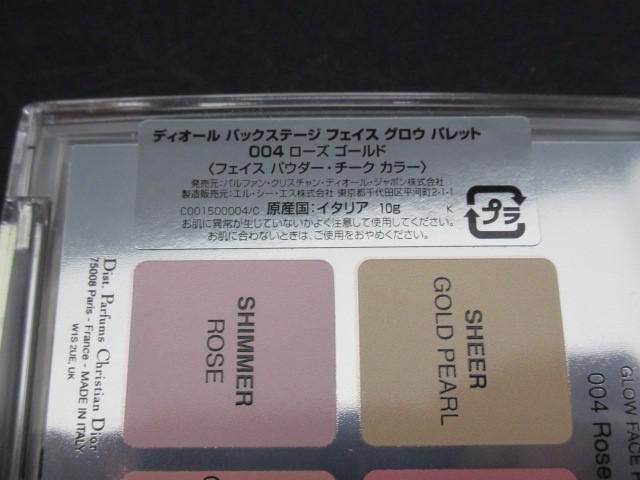 ディオール バックステージ フェイス グロウ パレット
004 ローズ ゴールド
〈フェイス パウダー・チーク カラー〉
発売元:パルファン・クリスチャン・ディオール・ジャポン株式会社
製造販売元:エル・シー・エス株式会社 東京都千代田区平河町2-1-1
C001500004/C 原産国:イタリア 10g K
お肌に異常が生じていないかよく注意して使用してください。
お肌に合わないときは、ご使用をおやめください。
プラ
SHIMMER
ROSE
SHEER
GOLD PEARL
Dist. Parfums Christian Dior
75008 Paris - France - MADE IN ITALY
W1S 2UE, UK
GLOW FACE
004 Rose